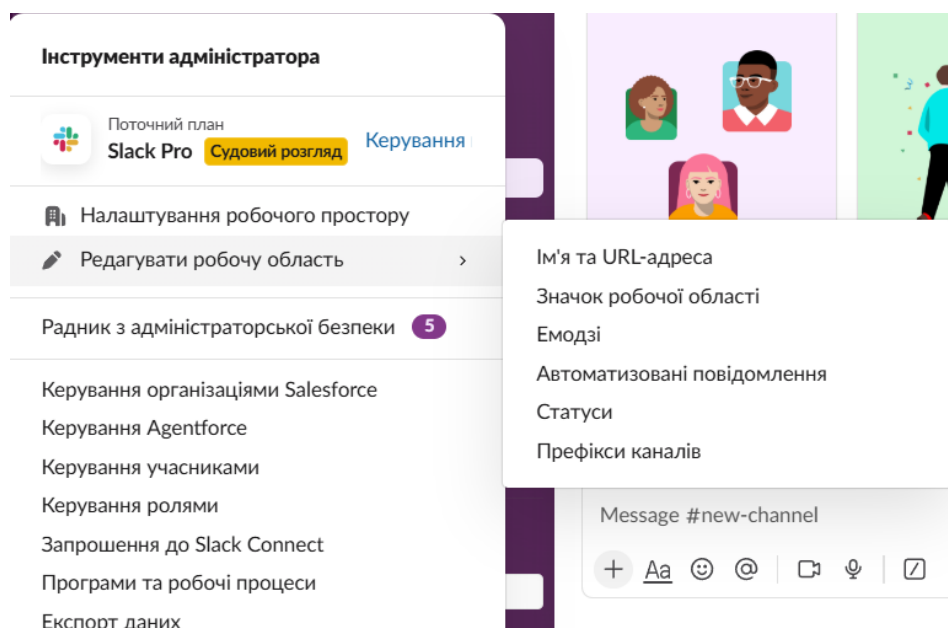 Інструменти адміністратора
Поточний план
Slack Pro Судовий розгляд Керування
Налаштування робочого простору
Редагувати робочу область
Радник з адміністраторської безпеки 5
Керування організаціями Salesforce
Керування Agentforce
Керування учасниками
Керування ролями
Запрошення до Slack Connect
Програми та робочі процеси
Експорт даних
Ім'я та URL-адреса
Значок робочої області
Емодзі
Автоматизовані повідомлення
Статуси
Префікси каналів
Message #new-channel
Aa